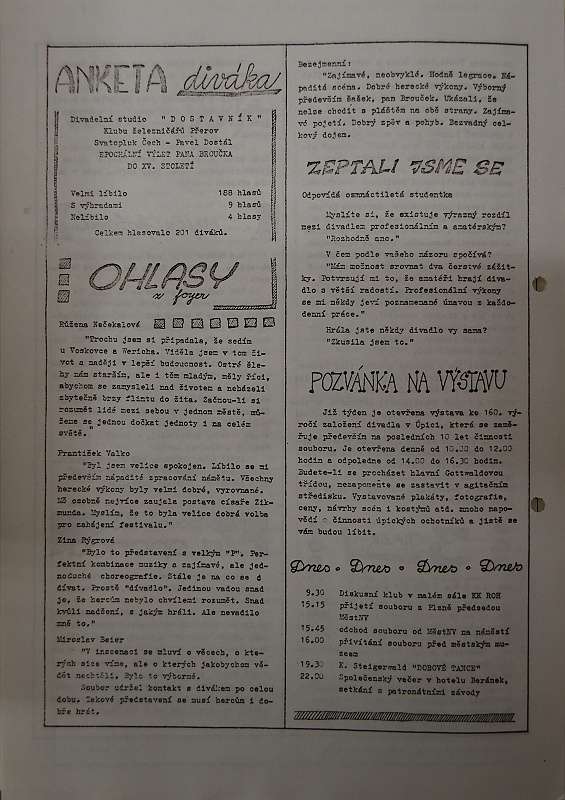 ANKETA diváka
Divadelní studio "DOSTAVNÍK"
Klubu železničářů Přerov
Svatopluk Čech - Pavel Dostál
EPOCHÁLNÍ VÝLET PANA BROUČKA
DO XV. STOLETÍ
Velmi líbilo 188 hlasů
S výhradami 9 hlasů
Nelíbilo 4 hlasy
Celkem hlasovalo 201 diváků.
OHLASY
z foyer
Růžena Nečekalová
"Trochu jsem si připadala, že sedím
u Voskovce a Wericha. Viděla jsem v tom ži-
vot a naději v lepší budoucnost. Ostré šle-
hy nám starším, ale i těm mladým, měly říci,
abychom se zamysleli nad životem a neházeli
zbytečně brzy flintu do žita. Začnou-li si
rozumět lidé mezi sebou v jednom městě, mů-
žeme se jednou dočkat jednoty i na celém
světě."
František Valko
"Byl jsem velice spokojen. Líbilo se mi
především nápadité zpracování námětu. Všechny
herecké výkony byly velmi dobré, vyrovnané.
Mě osobně nejvíce zaujala postava císaře Zik-
munda. Myslím, že to byla velice dobrá volba
pro zahájení festivalu."
Zina Rýgrová
"Bylo to představení s velkým "P". Per-
fektní kombinace muziky a zajímavé, ale jed-
noduché choreografie. Stále je na co se d
dívat. Prostě "dívadlo". Jedinou vadou snad
je, že hercům nebylo chvílemi rozumět. Snad
kvůli nadšení, s jakým hráli. Ale nevadilo
mně to."
Miroslav Beier
"V inscenaci se mluví o věcech, o kte-
rých sice víme, ale o kterých jakobychom vě-
dět nechtěli. Bylo to výborné.
Soubor udržel kontakt s divákem po celou
dobu. Takové představení se musí hercům i do-
bře hrát.
Bezejmenní:
"Zajímavé, neobvyklé. Hodně legrace. Ná-
paditá scéna. Dobré herecké výkony. Výborný
především šašek, pan Brouček. Ukázali, že
nelze chodit s pláštěm na obě strany. Zajíma-
vé pojetí. Dobrý zpěv a pohyb. Bezvadný cel-
kový dojem.
ZEPTALI JSME SE
Odpovídá osmnáctiletá studentka
Myslíte si, že existuje výrazný rozdíl
mezi divadlem profesionálním a amatérským?
"Rozhodně ano."
V čem podle vašeho názoru spočívá?
"Mám možnost srovnat dva čerstvé zážit-
ky. Potvrzují mi to, že amatéři hrají diva-
dlo s větší radostí. Profesionální výkony
se mi někdy jeví poznamenané únavou z každo-
denní práce."
Hrála jste někdy divadlo vy sama?
"Zkusila jsem to."
POZVÁNKA NA VÝSTAVU
Již týden je otevřena výstava ke 160. vý-
ročí založení divadla v Úpici, která se zamě-
řuje především na posledních 10 let činnosti
souboru. Je otevřena denně od 10.00 do 12.00
hodin a odpoledne od 14.00 do 16.30 hodin.
Budete-li se procházet hlavní Gottwaldovou
třídou, nezapomeňte se zastavit v agitačním
středisku. Vystavované plakáty, fotografie,
ceny, návrhy scén i kostýmů atd. mnoho napo-
vědí o činnosti úpických ochotníků a jistě se
vám budou líbit.
Dnes • Dnes • Dnes • Dnes
9.30 Diskusní klub v malém sále KK ROH
15.15 přijetí souboru z Plzně předsedou
MěstNV
15.45 odchod souboru od MěstNV na náměstí
16.00 přivítání souboru před městským mu-
zeem
19.30 K. Steigerwald "DOBOVÉ TANCE"
22.00 Společenský večer v hotelu Beránek,
setkání s patronátními závody